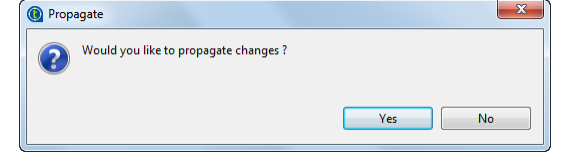 Propagate
Would you like to propagate changes ?
Yes
No